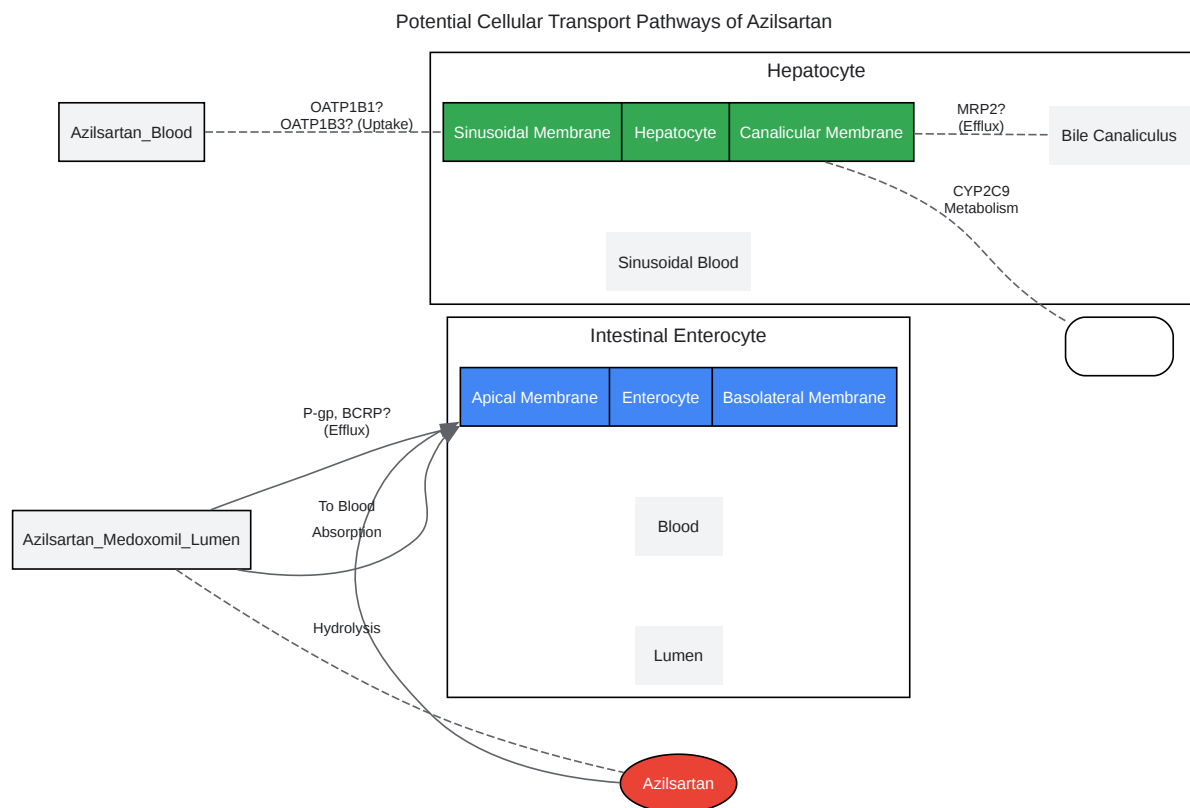 Potential Cellular Transport Pathways of Azilsartan
Hepatocyte
Azilsartan_Blood
OATP1B1?
OATP1B3? (Uptake)
Sinusoidal Membrane
Hepatocyte
Canalicular Membrane
MRP2?
(Efflux)
Bile Canaliculus
CYP2C9
Metabolism
Sinusoidal Blood
Intestinal Enterocyte
Apical Membrane
Enterocyte
Basolateral Membrane
P-gp, BCRP?
(Efflux)
To Blood
Absorption
Azilsartan_Medoxomil_Lumen
Blood
Hydrolysis
Lumen
Azilsartan